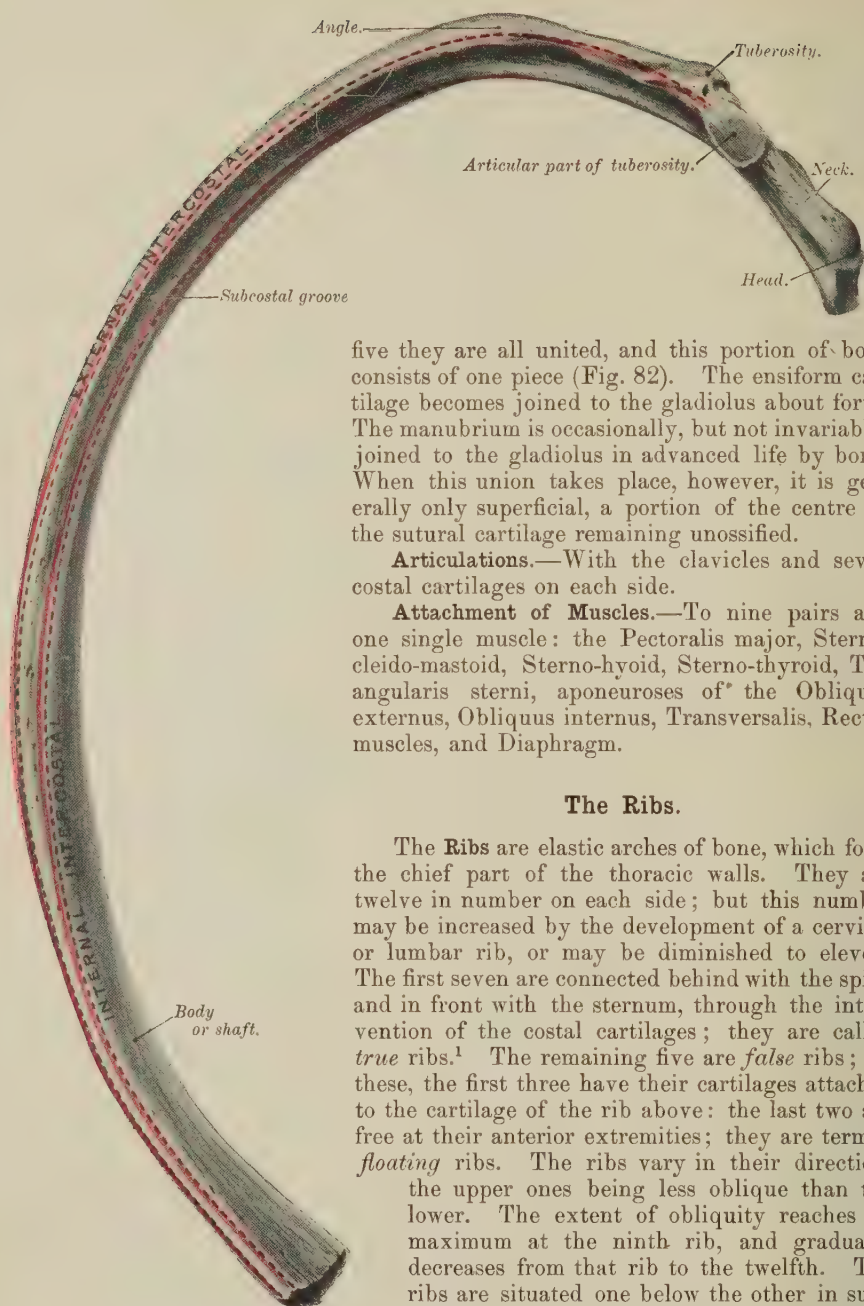 Angle.
Tuberosity.
Articular part of tuberosity.
Neck.
Head.
EXTERNAL INTERCOSTAL
Subcostal groove
INTERNAL INTERCOSTAL
Body
or shaft.
five they are all united, and this portion of bo
consists of one piece (Fig. 82). The ensiform ca
tilage becomes joined to the gladiolus about for
The manubrium is occasionally, but not invariab
joined to the gladiolus in advanced life by bo
When this union takes place, however, it is ge
erally only superficial, a portion of the centre
the sutural cartilage remaining unossified.
Articulations.—With the clavicles and sev
costal cartilages on each side.
Attachment of Muscles.—To nine pairs a
one single muscle: the Pectoralis major, Stern
cleido-mastoid, Sterno-hyoid, Sterno-thyroid, T
angularis sterni, aponeuroses of the Obliqu
externus, Obliquus internus, Transversalis, Rect
muscles, and Diaphragm.
The Ribs.
The Ribs are elastic arches of bone, which fo
the chief part of the thoracic walls. They a
twelve in number on each side; but this numb
may be increased by the development of a cervi
or lumbar rib, or may be diminished to eleve
The first seven are connected behind with the spi
and in front with the sternum, through the int
vention of the costal cartilages; they are call
true ribs.¹ The remaining five are false ribs;
these, the first three have their cartilages attach
to the cartilage of the rib above: the last two a
free at their anterior extremities; they are term
floating ribs. The ribs vary in their directi
the upper ones being less oblique than t
lower. The extent of obliquity reaches
maximum at the ninth rib, and gradua
decreases from that rib to the twelfth. T
ribs are situated one below the other in su